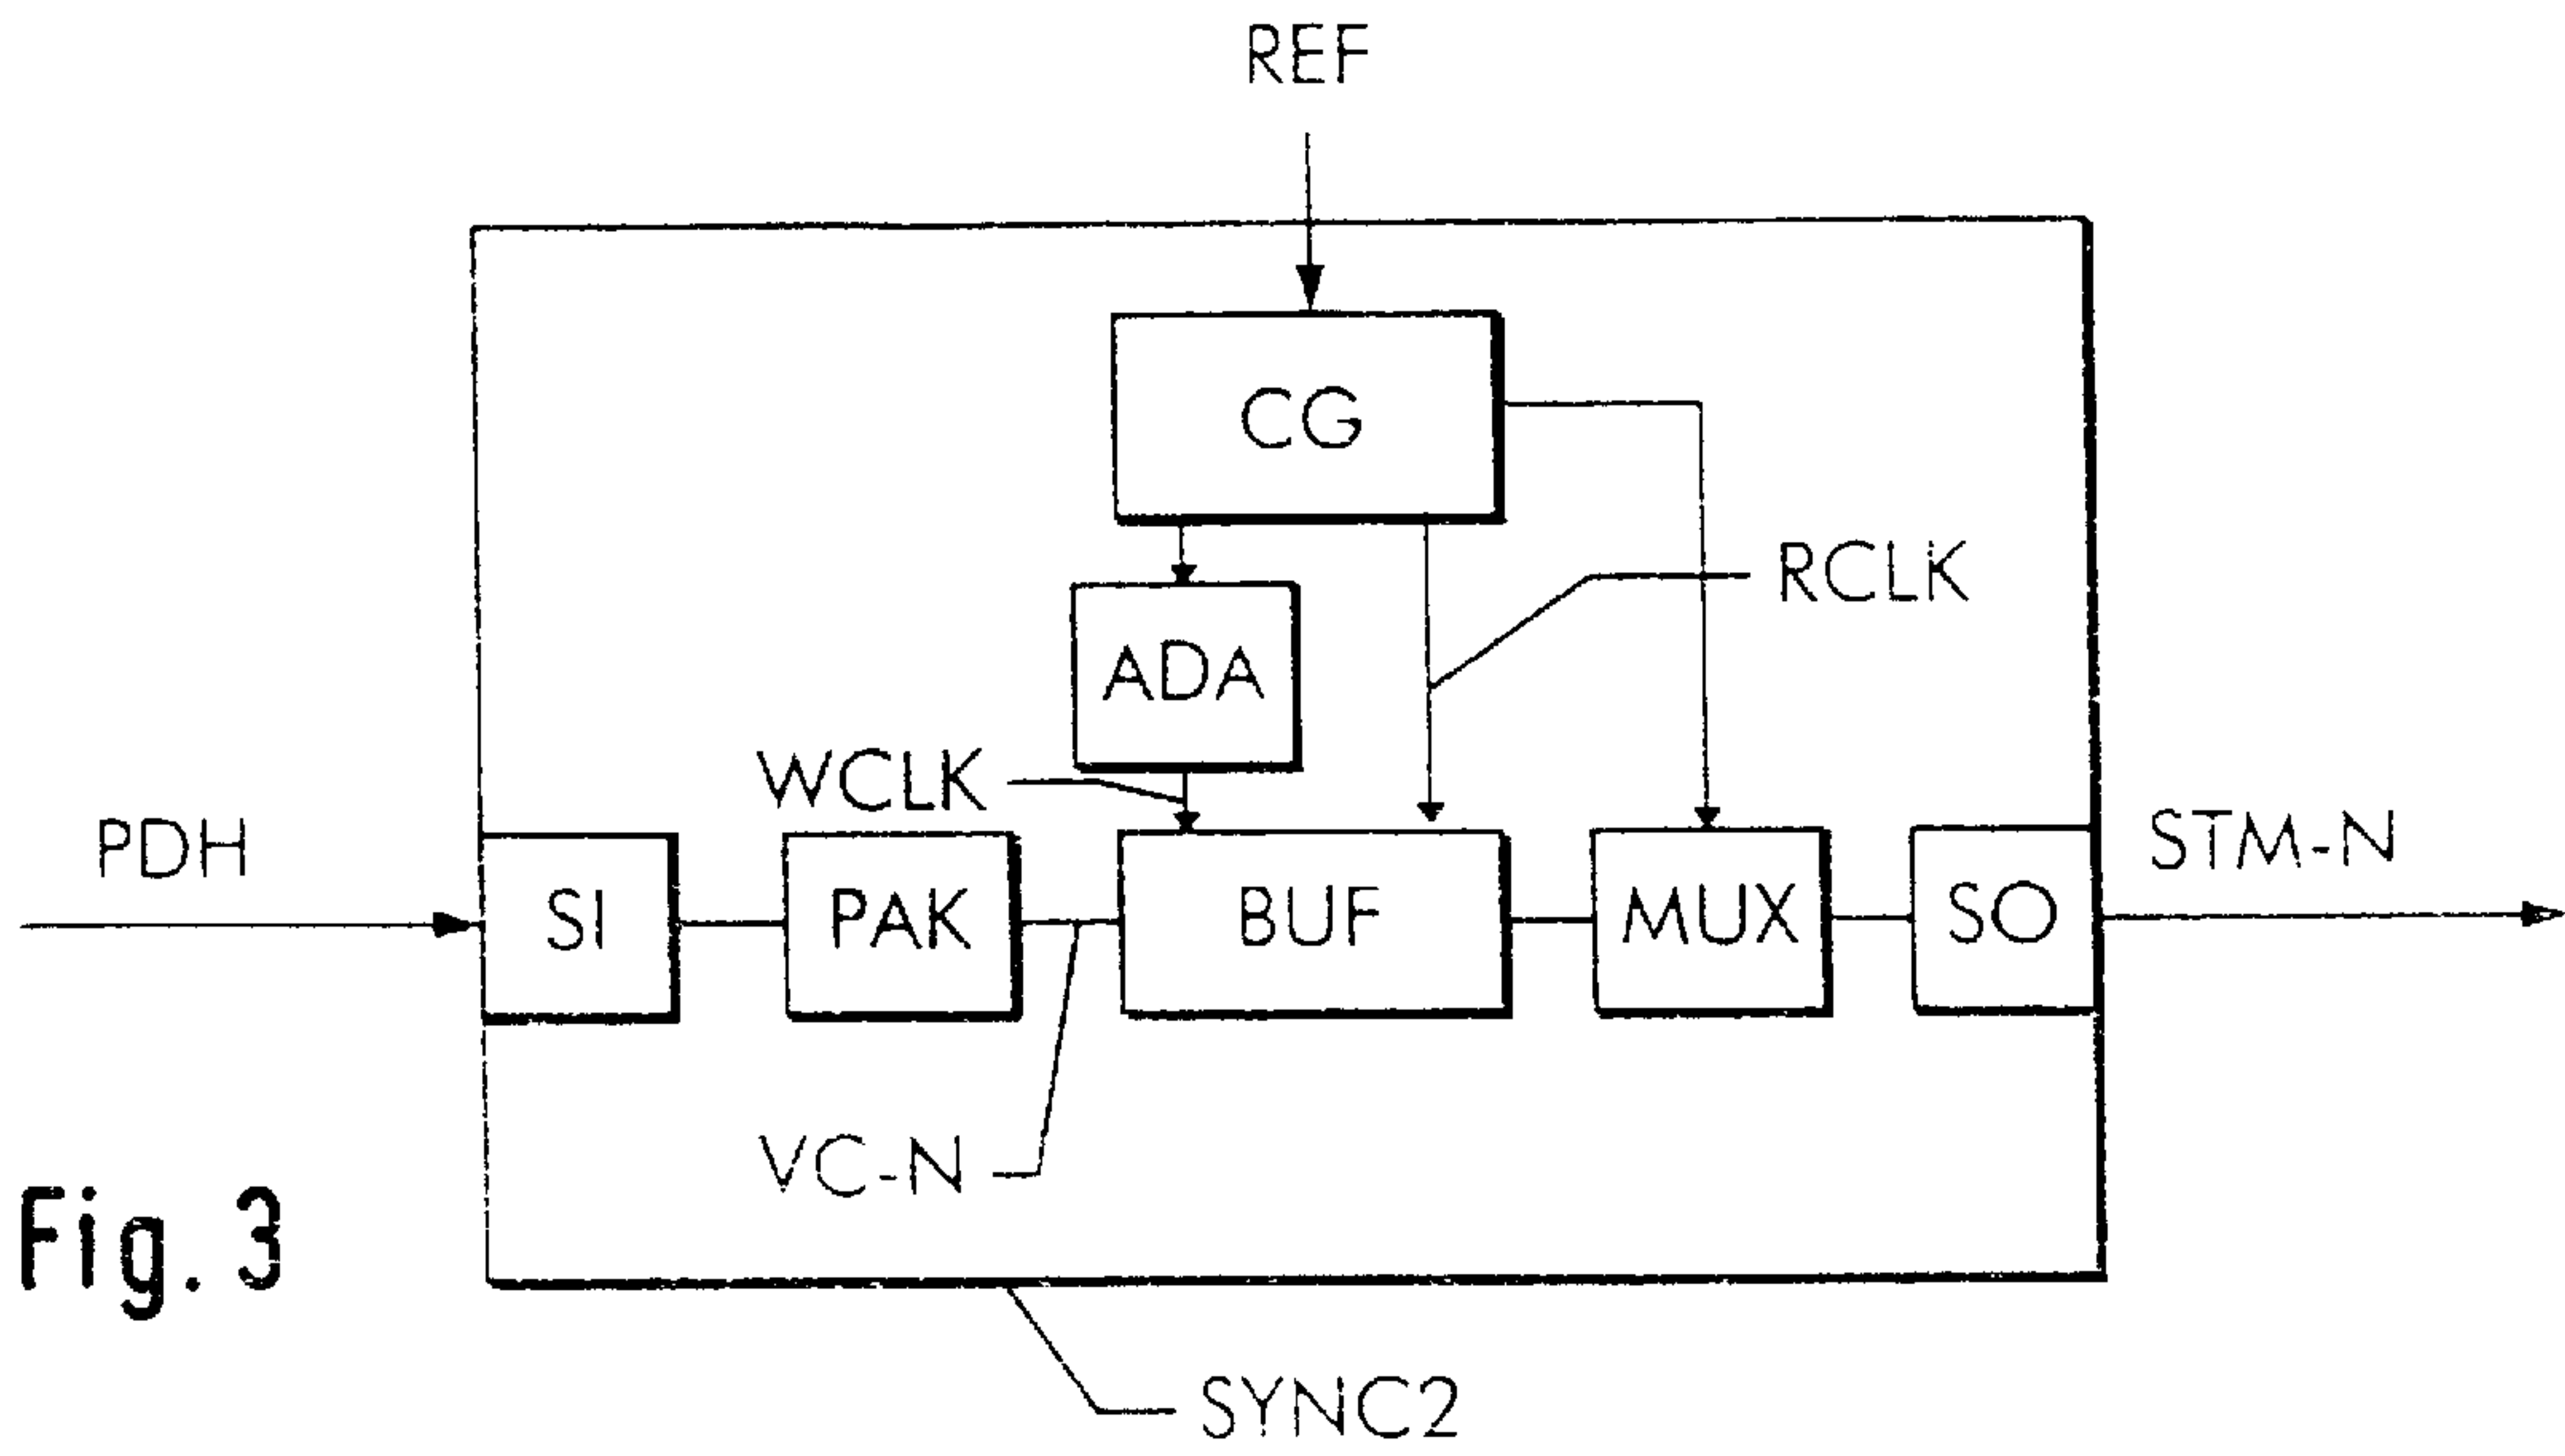 REF
CG
RCLK
ADA
WCLK
PDH
STM-N
SI
PAK
BUF
MUX
SO
VC-N
Fig. 3
SYNC2